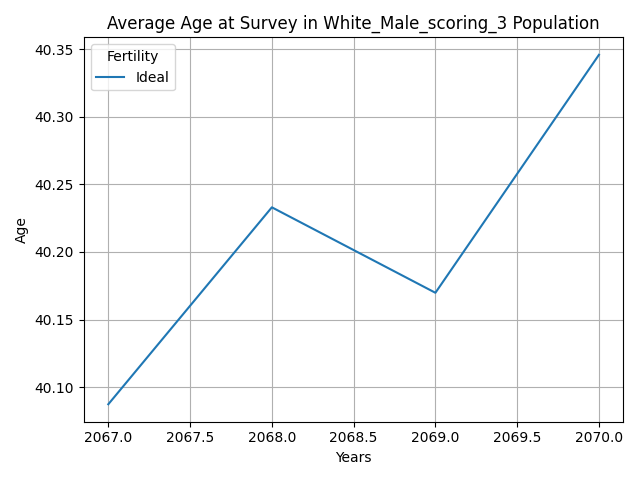 Average Age at Survey in White_Male_scoring_3 Population
Fertility
Ideal
Age
40.35
40.30
40.25
40.20
40.15
40.10
2067.0 2067.5 2068.0 2068.5 2069.0 2069.5 2070.0
Years